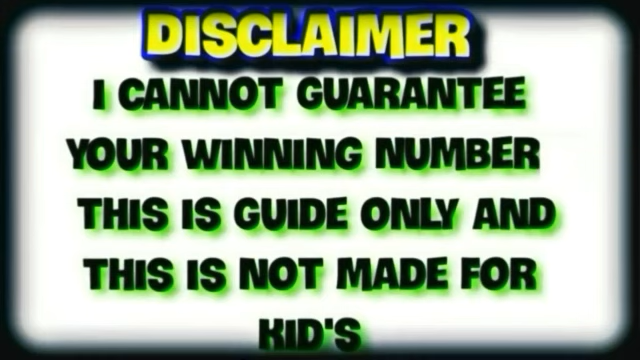 DISCLAIMER
I CANNOT GUARANTEE
YOUR WINNING NUMBER
THIS IS GUIDE ONLY AND
THIS IS NOT MADE FOR
KID'S